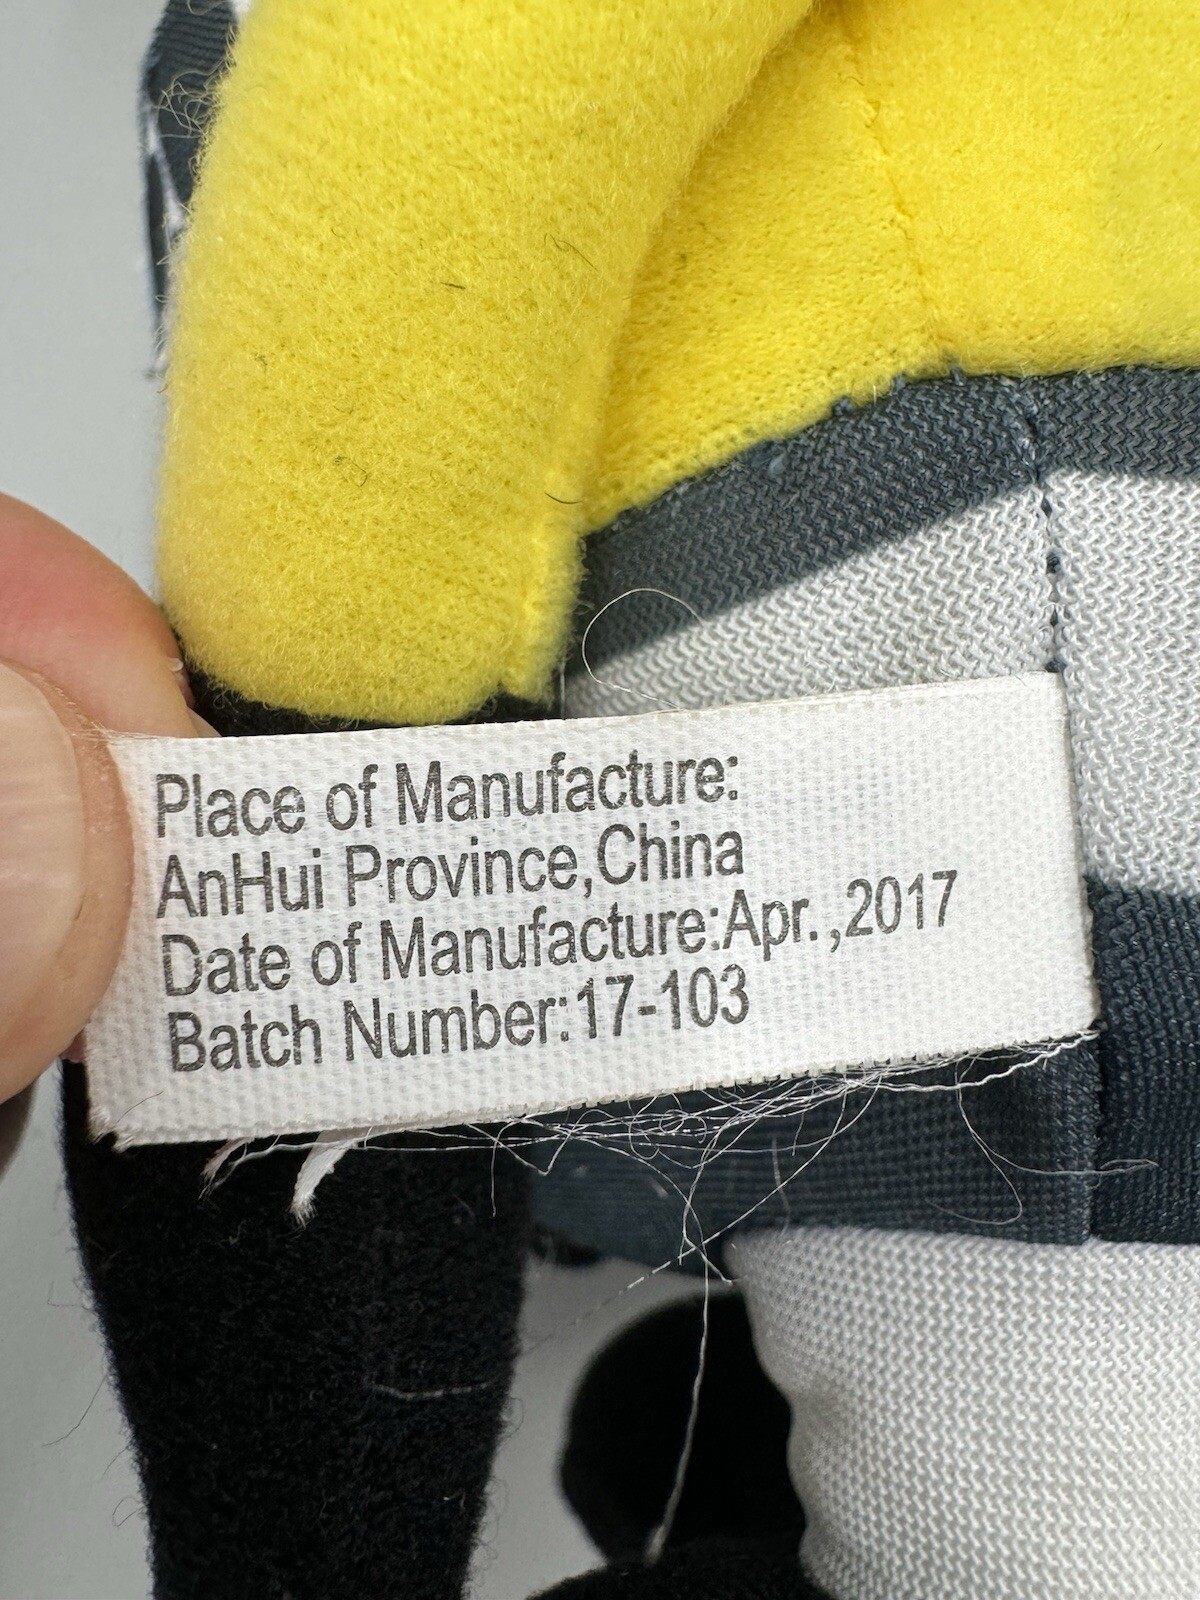 Place of Manufacture:
AnHui Province,China
Date of Manufacture:Apr.,2017
Batch Number:17-103